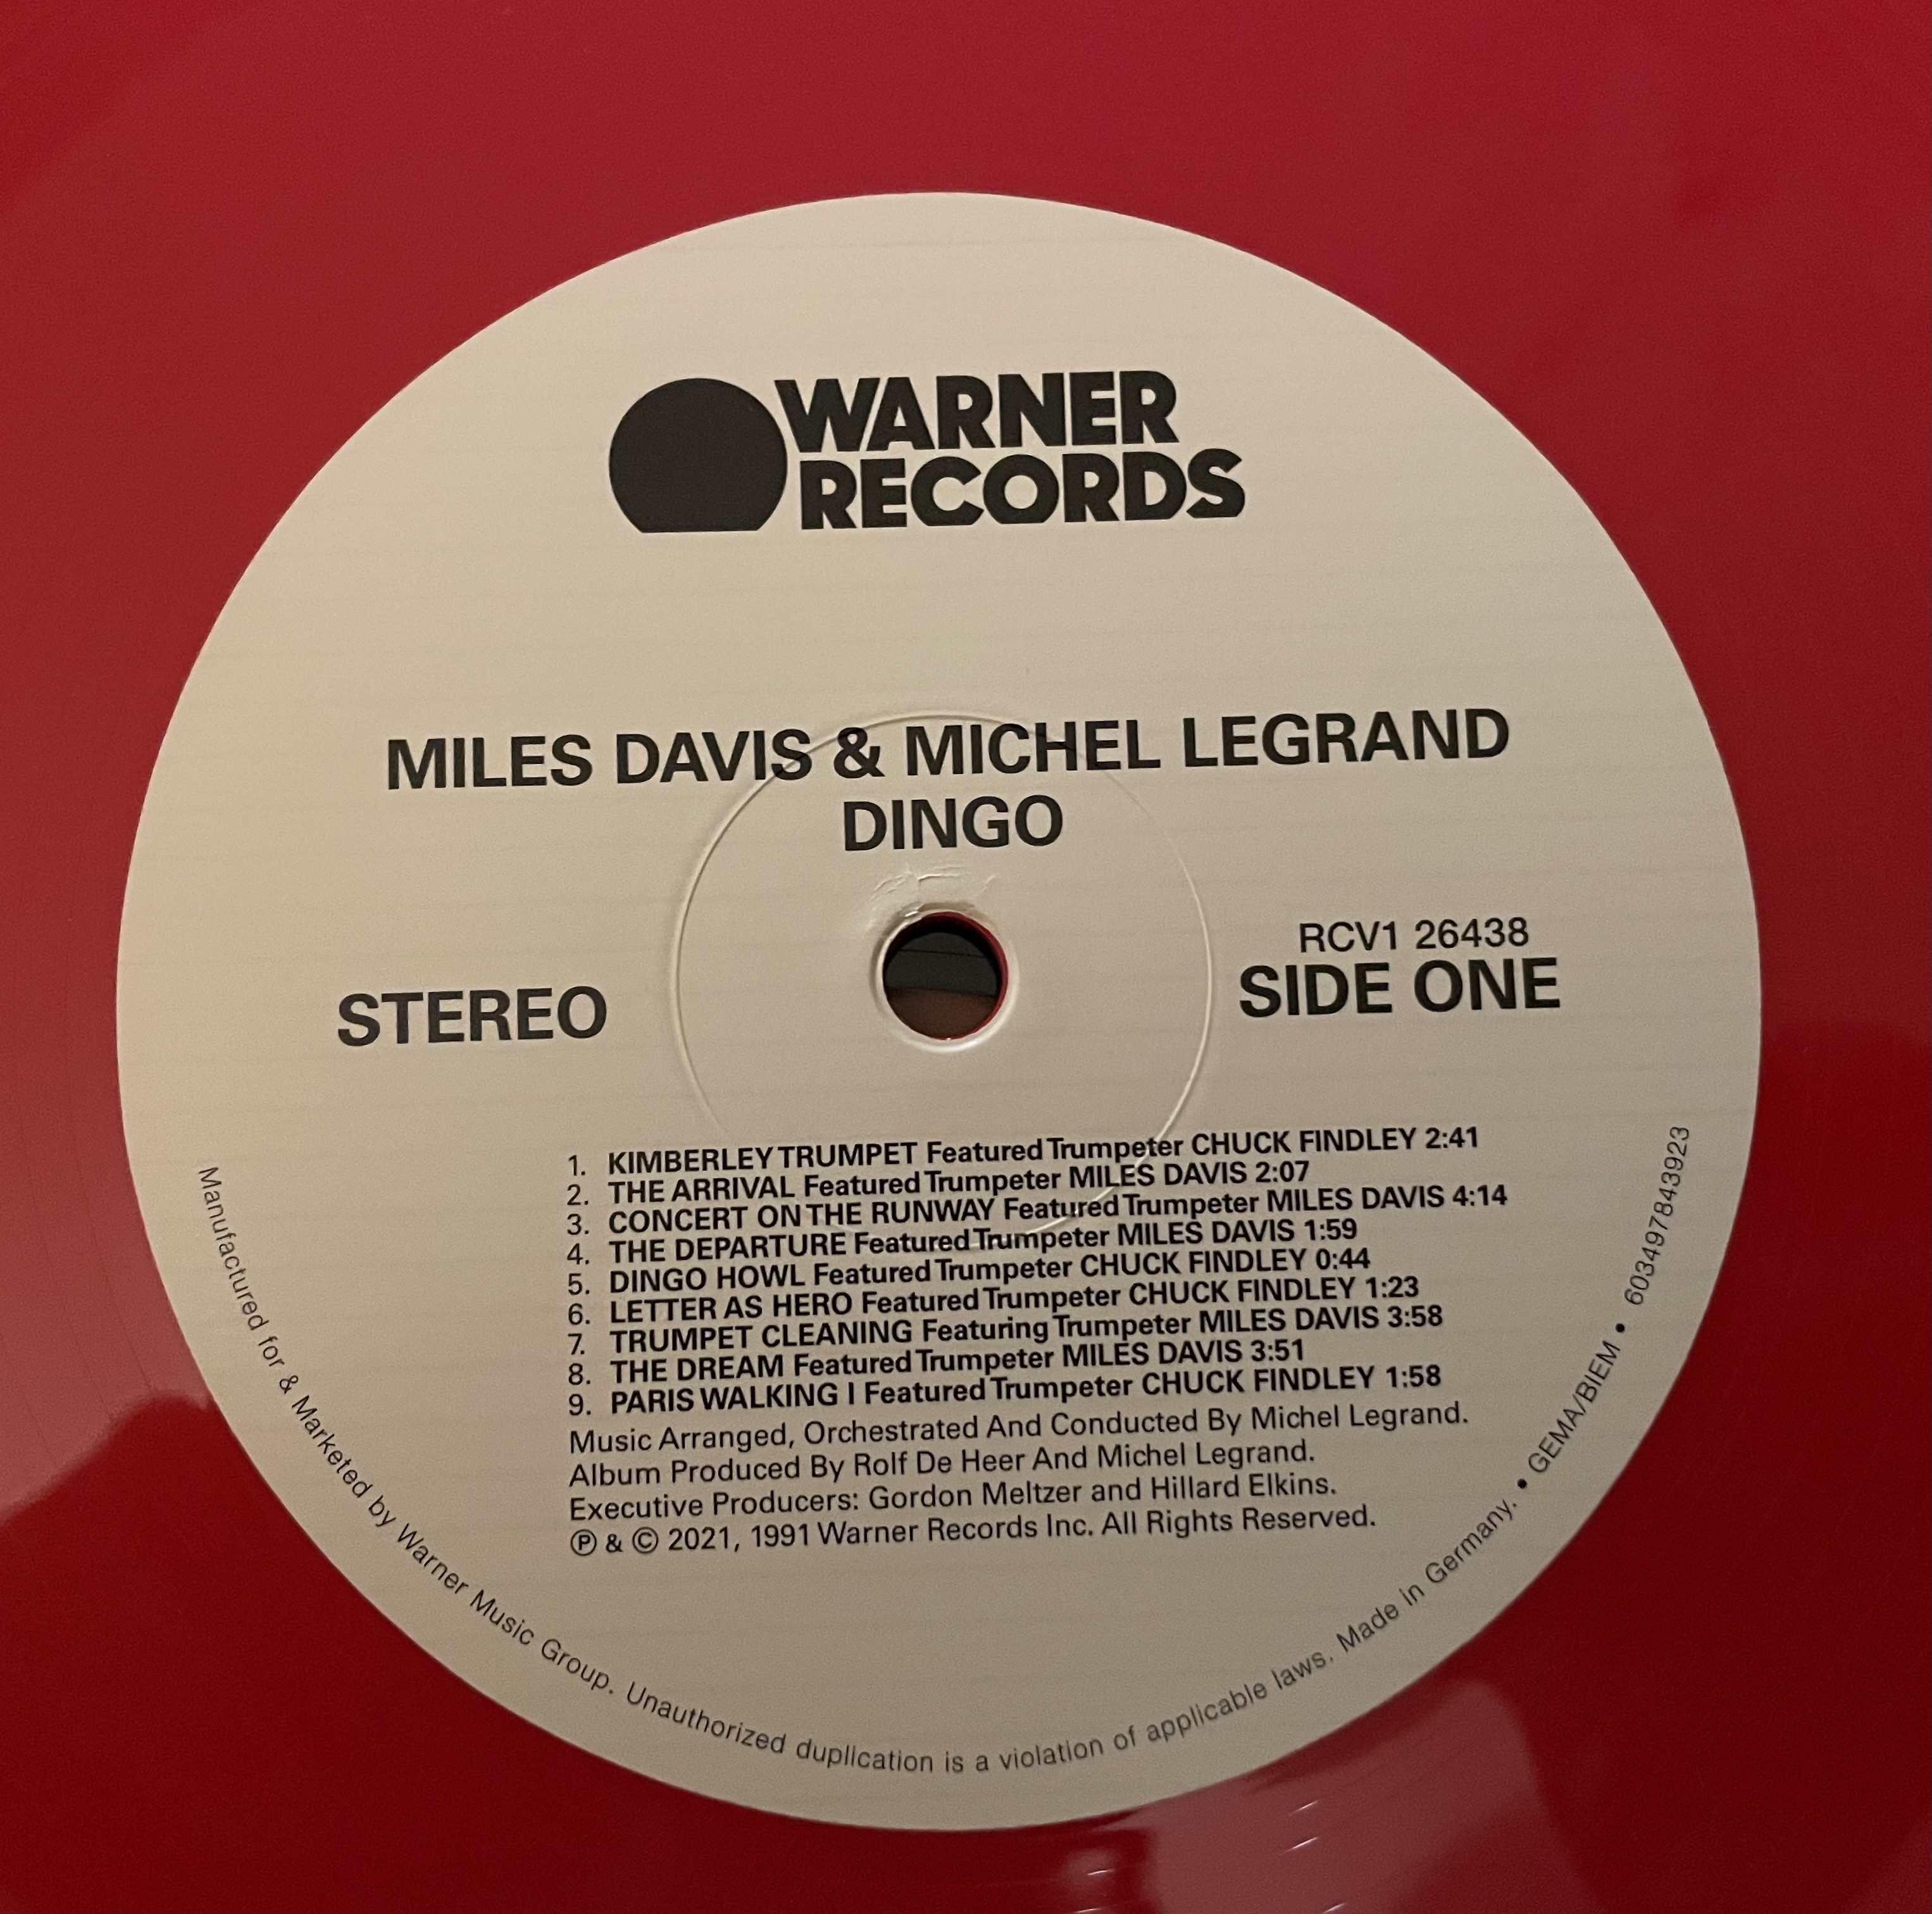 WARNER
RECORDS
MILES DAVIS & MICHEL LEGRAND
DINGO
STEREO
RCV1 26438
SIDE ONE
1. KIMBERLEY TRUMPET Featured Trumpeter CHUCK FINDLEY 2:41
2. THE ARRIVAL Featured Trumpeter MILES DAVIS 2:07
3. CONCERT ON THE RUNWAY Featured Trumpeter MILES DAVIS 4:14
4. THE DEPARTURE Featured Trumpeter MILES DAVIS 1:59
5. DINGO HOWL Featured Trumpeter CHUCK FINDLEY 0:44
6. LETTER AS HERO Featured Trumpeter CHUCK FINDLEY 1:23
7. TRUMPET CLEANING Featuring Trumpeter MILES DAVIS 3:58
8. THE DREAM Featured Trumpeter MILES DAVIS 3:51
9. PARIS WALKING I Featured Trumpeter CHUCK FINDLEY 1:58
Music Arranged, Orchestrated And Conducted By Michel Legrand.
Album Produced By Rolf De Heer And Michel Legrand.
Executive Producers: Gordon Meltzer and Hillard Elkins.
℗ & © 2021, 1991 Warner Records Inc. All Rights Reserved.
Manufactured for & Marketed by Warner Music Group. Unauthorized duplication is a violation of applicable laws. Made in Germany. • GEMA/BIEM • 603497843923